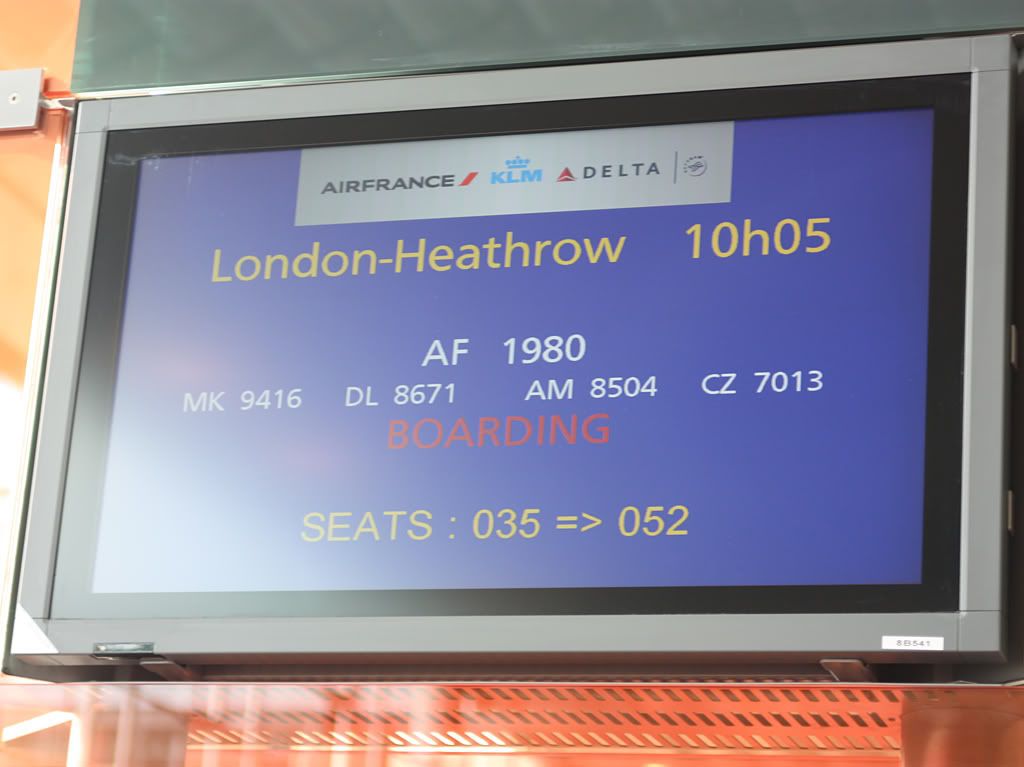 AIRFRANCE KLM DELTA
London-Heathrow 10h05
AF 1980
MK 9416 DL 8671 AM 8504 CZ 7013
BOARDING
SEATS : 035 => 052
8B541